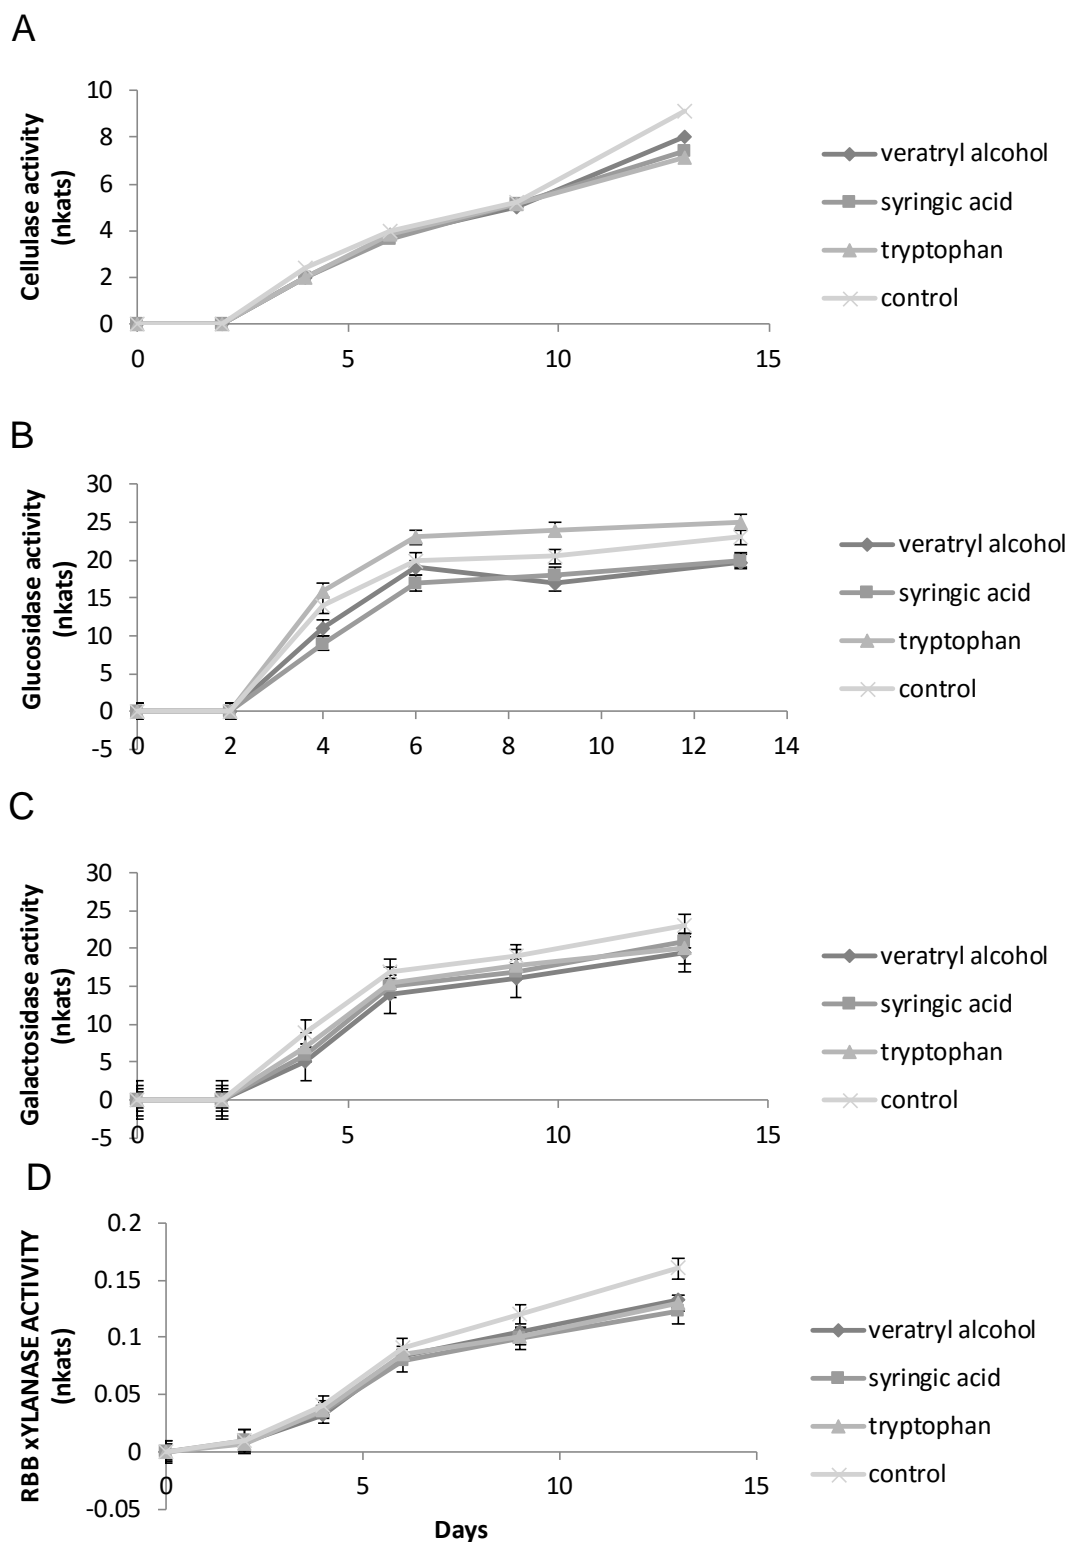 A
Cellulase activity
(nkats)
10
8
6
4
2
0
0 5 10 15
veratryl alcohol
syringic acid
tryptophan
control
B
Glucosidase activity
(nkats)
30
25
20
15
10
5
0
-5
0 2 4 6 8 10 12 14
veratryl alcohol
syringic acid
tryptophan
control
C
Galactosidase activity
(nkats)
30
25
20
15
10
5
0
-5
0 5 10 15
veratryl alcohol
syringic acid
tryptophan
control
D
RBB xYLANASE ACTIVITY
(nkats)
0.2
0.15
0.1
0.05
0
-0.05
0 5 10 15
Days
veratryl alcohol
syringic acid
tryptophan
control